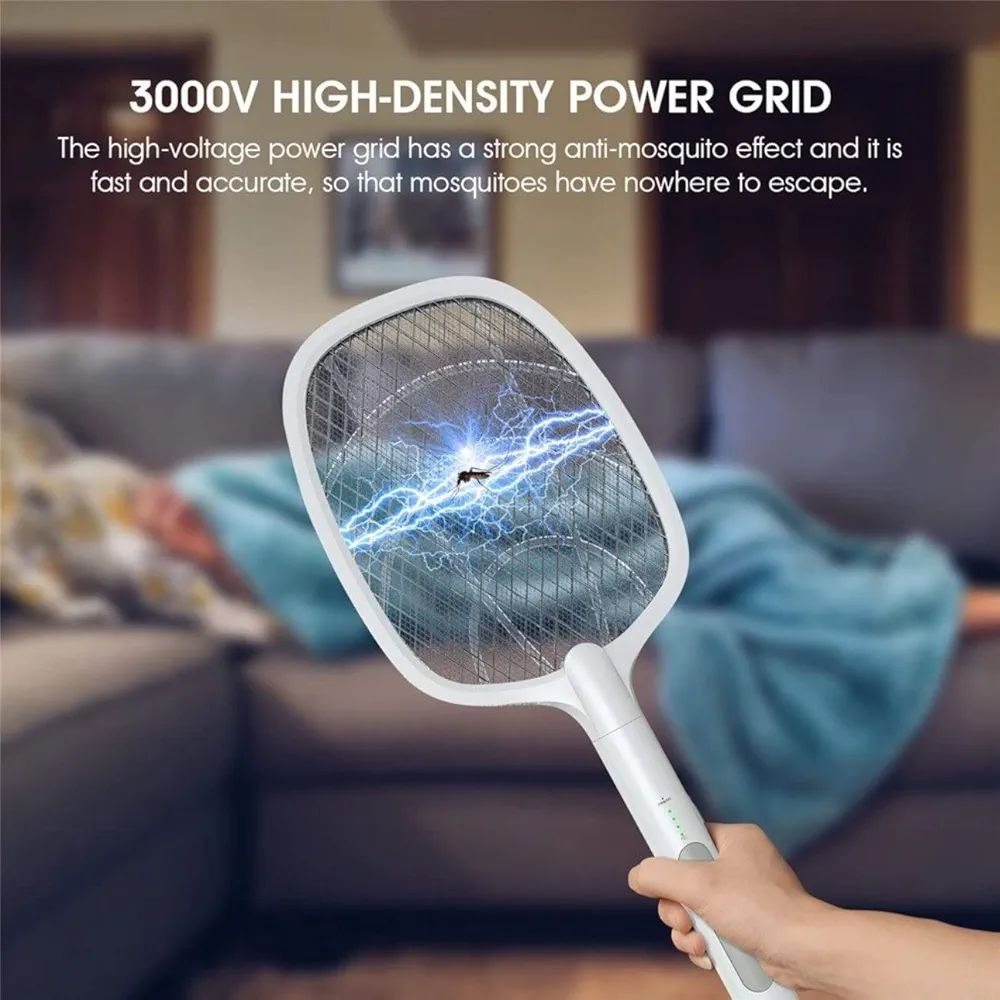 3000V HIGH-DENSITY POWER GRID
The high-voltage power grid has a strong anti-mosquito effect and it is
fast and accurate, so that mosquitoes have nowhere to escape.